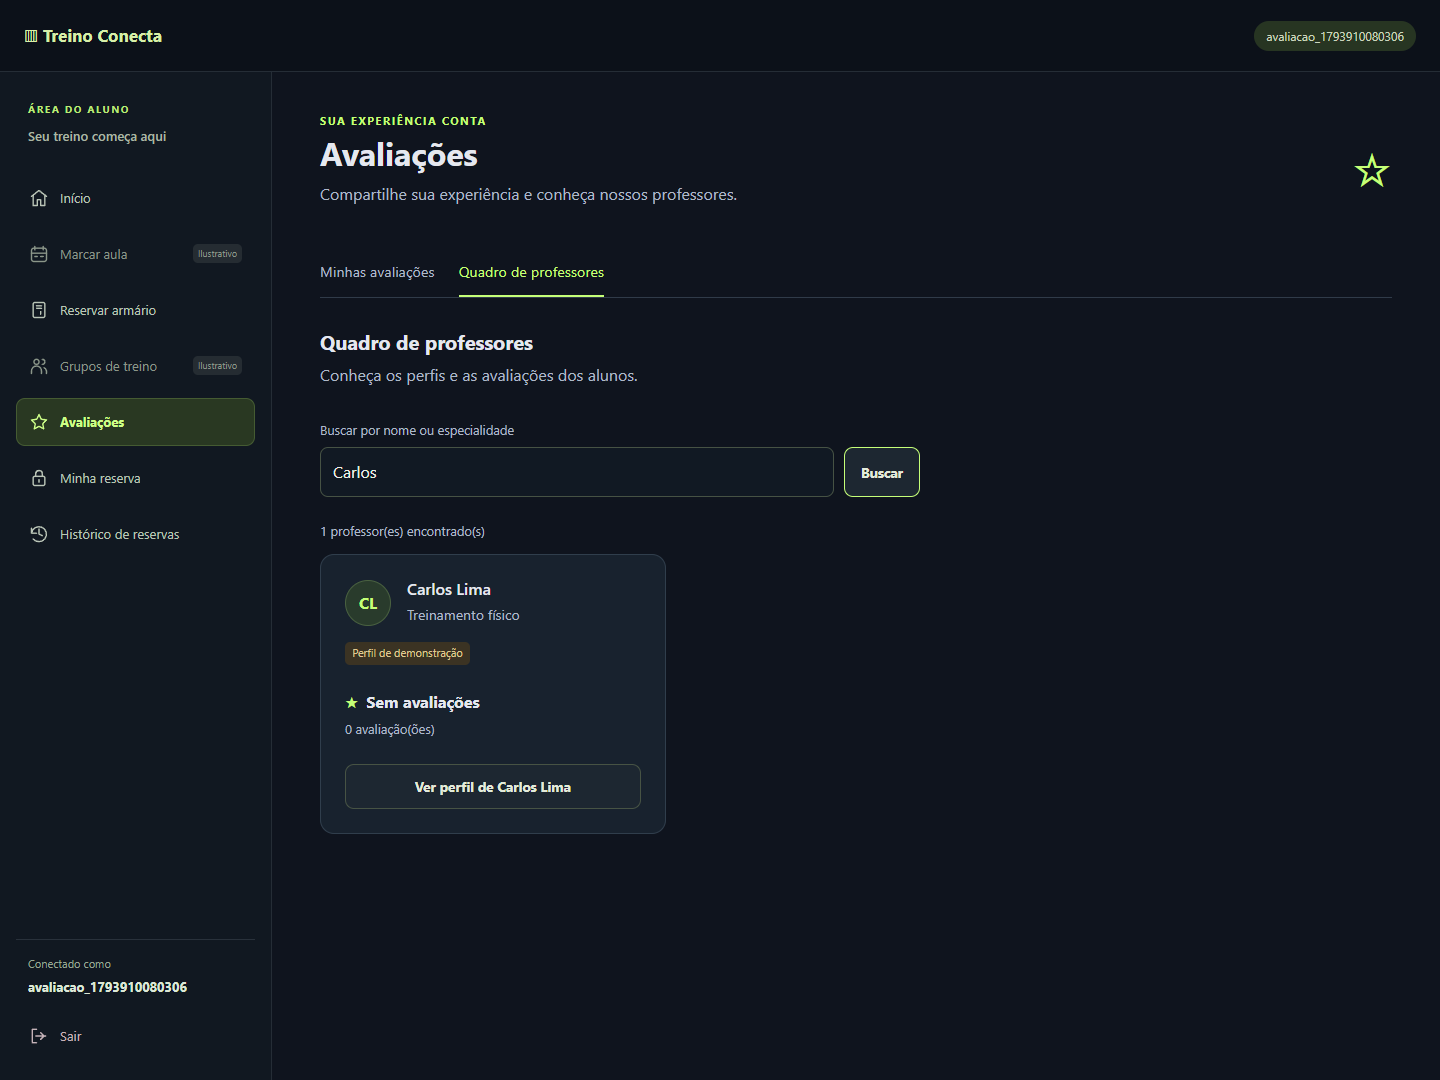 Treino Conecta
avaliacao_1793910080306
ÁREA DO ALUNO
Seu treino começa aqui
Início
Marcar aula
Ilustrativo
Reservar armário
Grupos de treino
Ilustrativo
Avaliações
Minha reserva
Histórico de reservas
Conectado como
avaliacao_1793910080306
Sair
SUA EXPERIÊNCIA CONTA
Avaliações
Compartilhe sua experiência e conheça nossos professores.
Minhas avaliações
Quadro de professores
Quadro de professores
Conheça os perfis e as avaliações dos alunos.
Buscar por nome ou especialidade
Carlos
Buscar
1 professor(es) encontrado(s)
CL
Carlos Lima
Treinamento físico
Perfil de demonstração
★ Sem avaliações
0 avaliação(ões)
Ver perfil de Carlos Lima